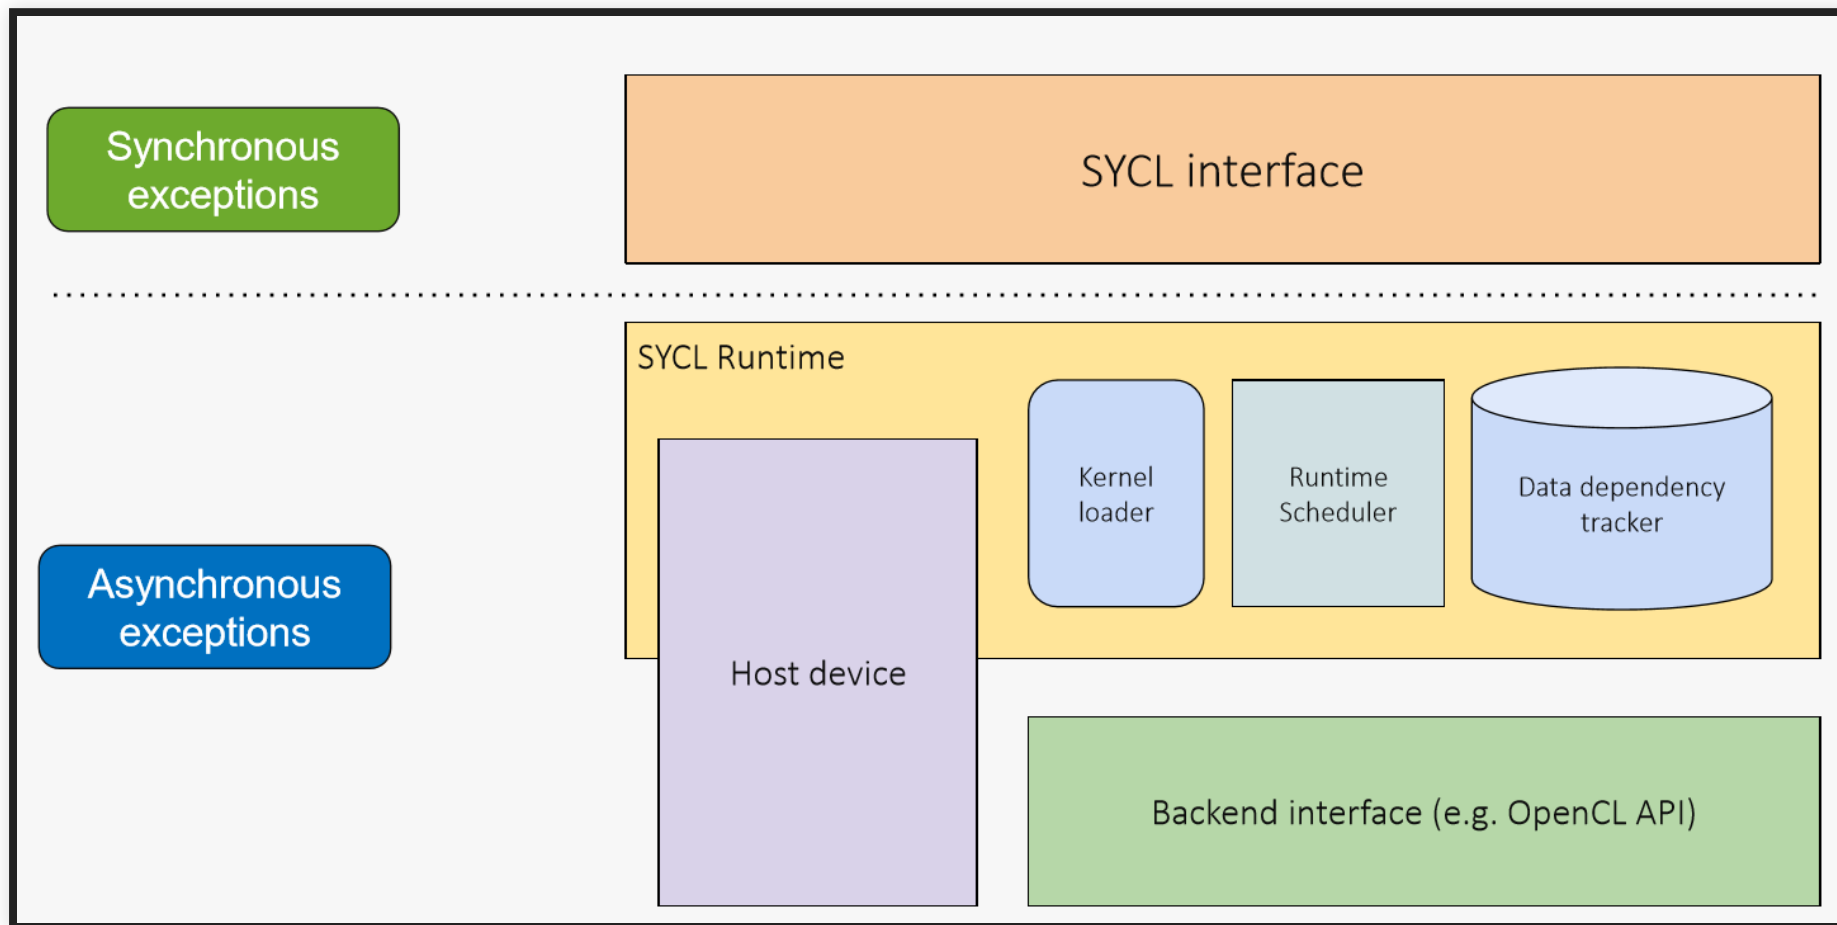 Synchronous
exceptions
SYCL interface
SYCL Runtime
Kernel
loader
Runtime
Scheduler
Data dependency
tracker
Asynchronous
exceptions
Host device
Backend interface (e.g. OpenCL API)